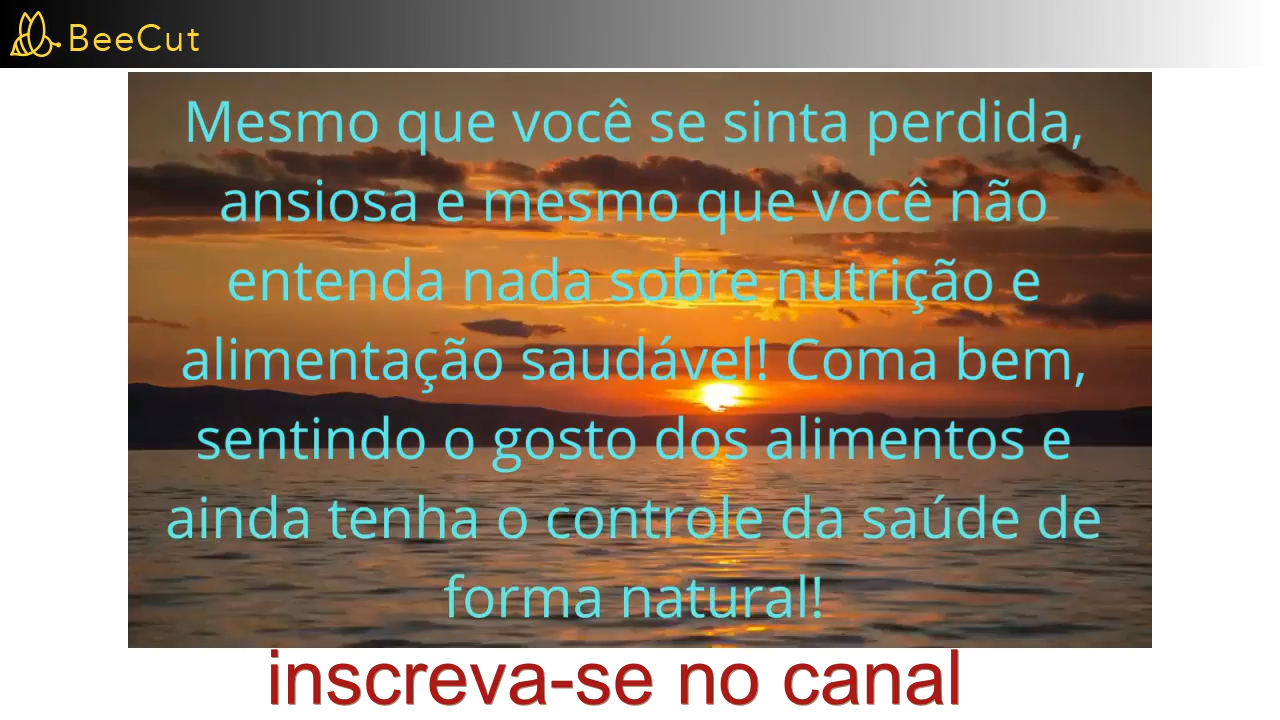 BeeCut
Mesmo que você se sinta perdida,
ansiosa e mesmo que você não
entenda nada sobre nutrição e
alimentação saudável! Coma bem,
sentindo o gosto dos alimentos e
ainda tenha o controle da saúde de
forma natural!
inscreva-se no canal